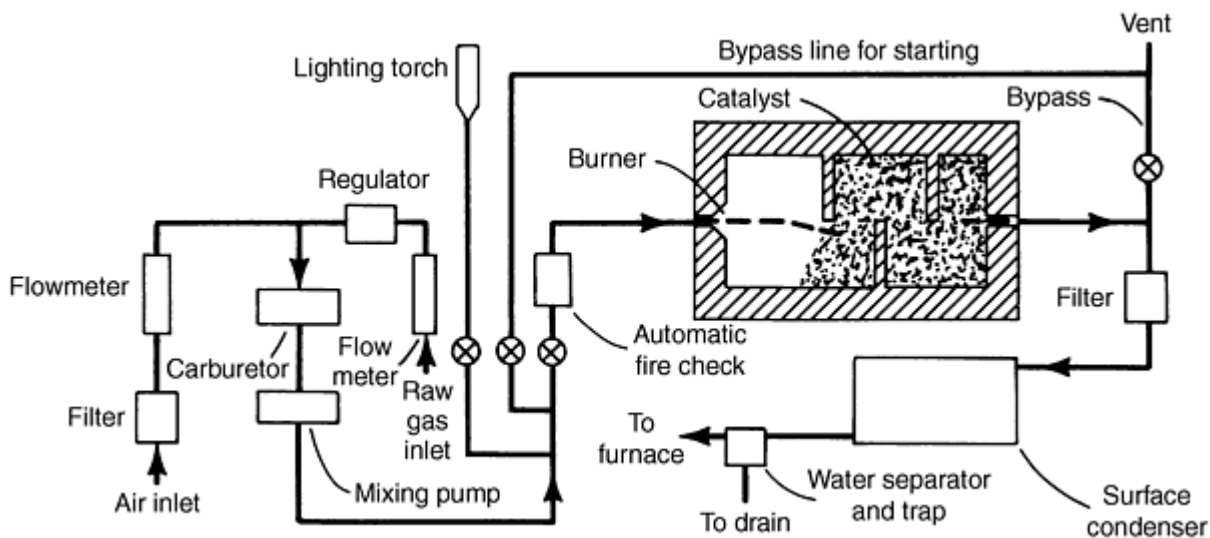 Vent
Bypass line for starting
Lighting torch
Catalyst
Bypass
Burner
Regulator
Flowmeter
Filter
Carburetor
Flow
meter
Automatic
fire check
Filter
Raw
gas
inlet
To
furnace
Mixing pump
Air inlet
Water separator
and trap
Surface
condenser
To drain